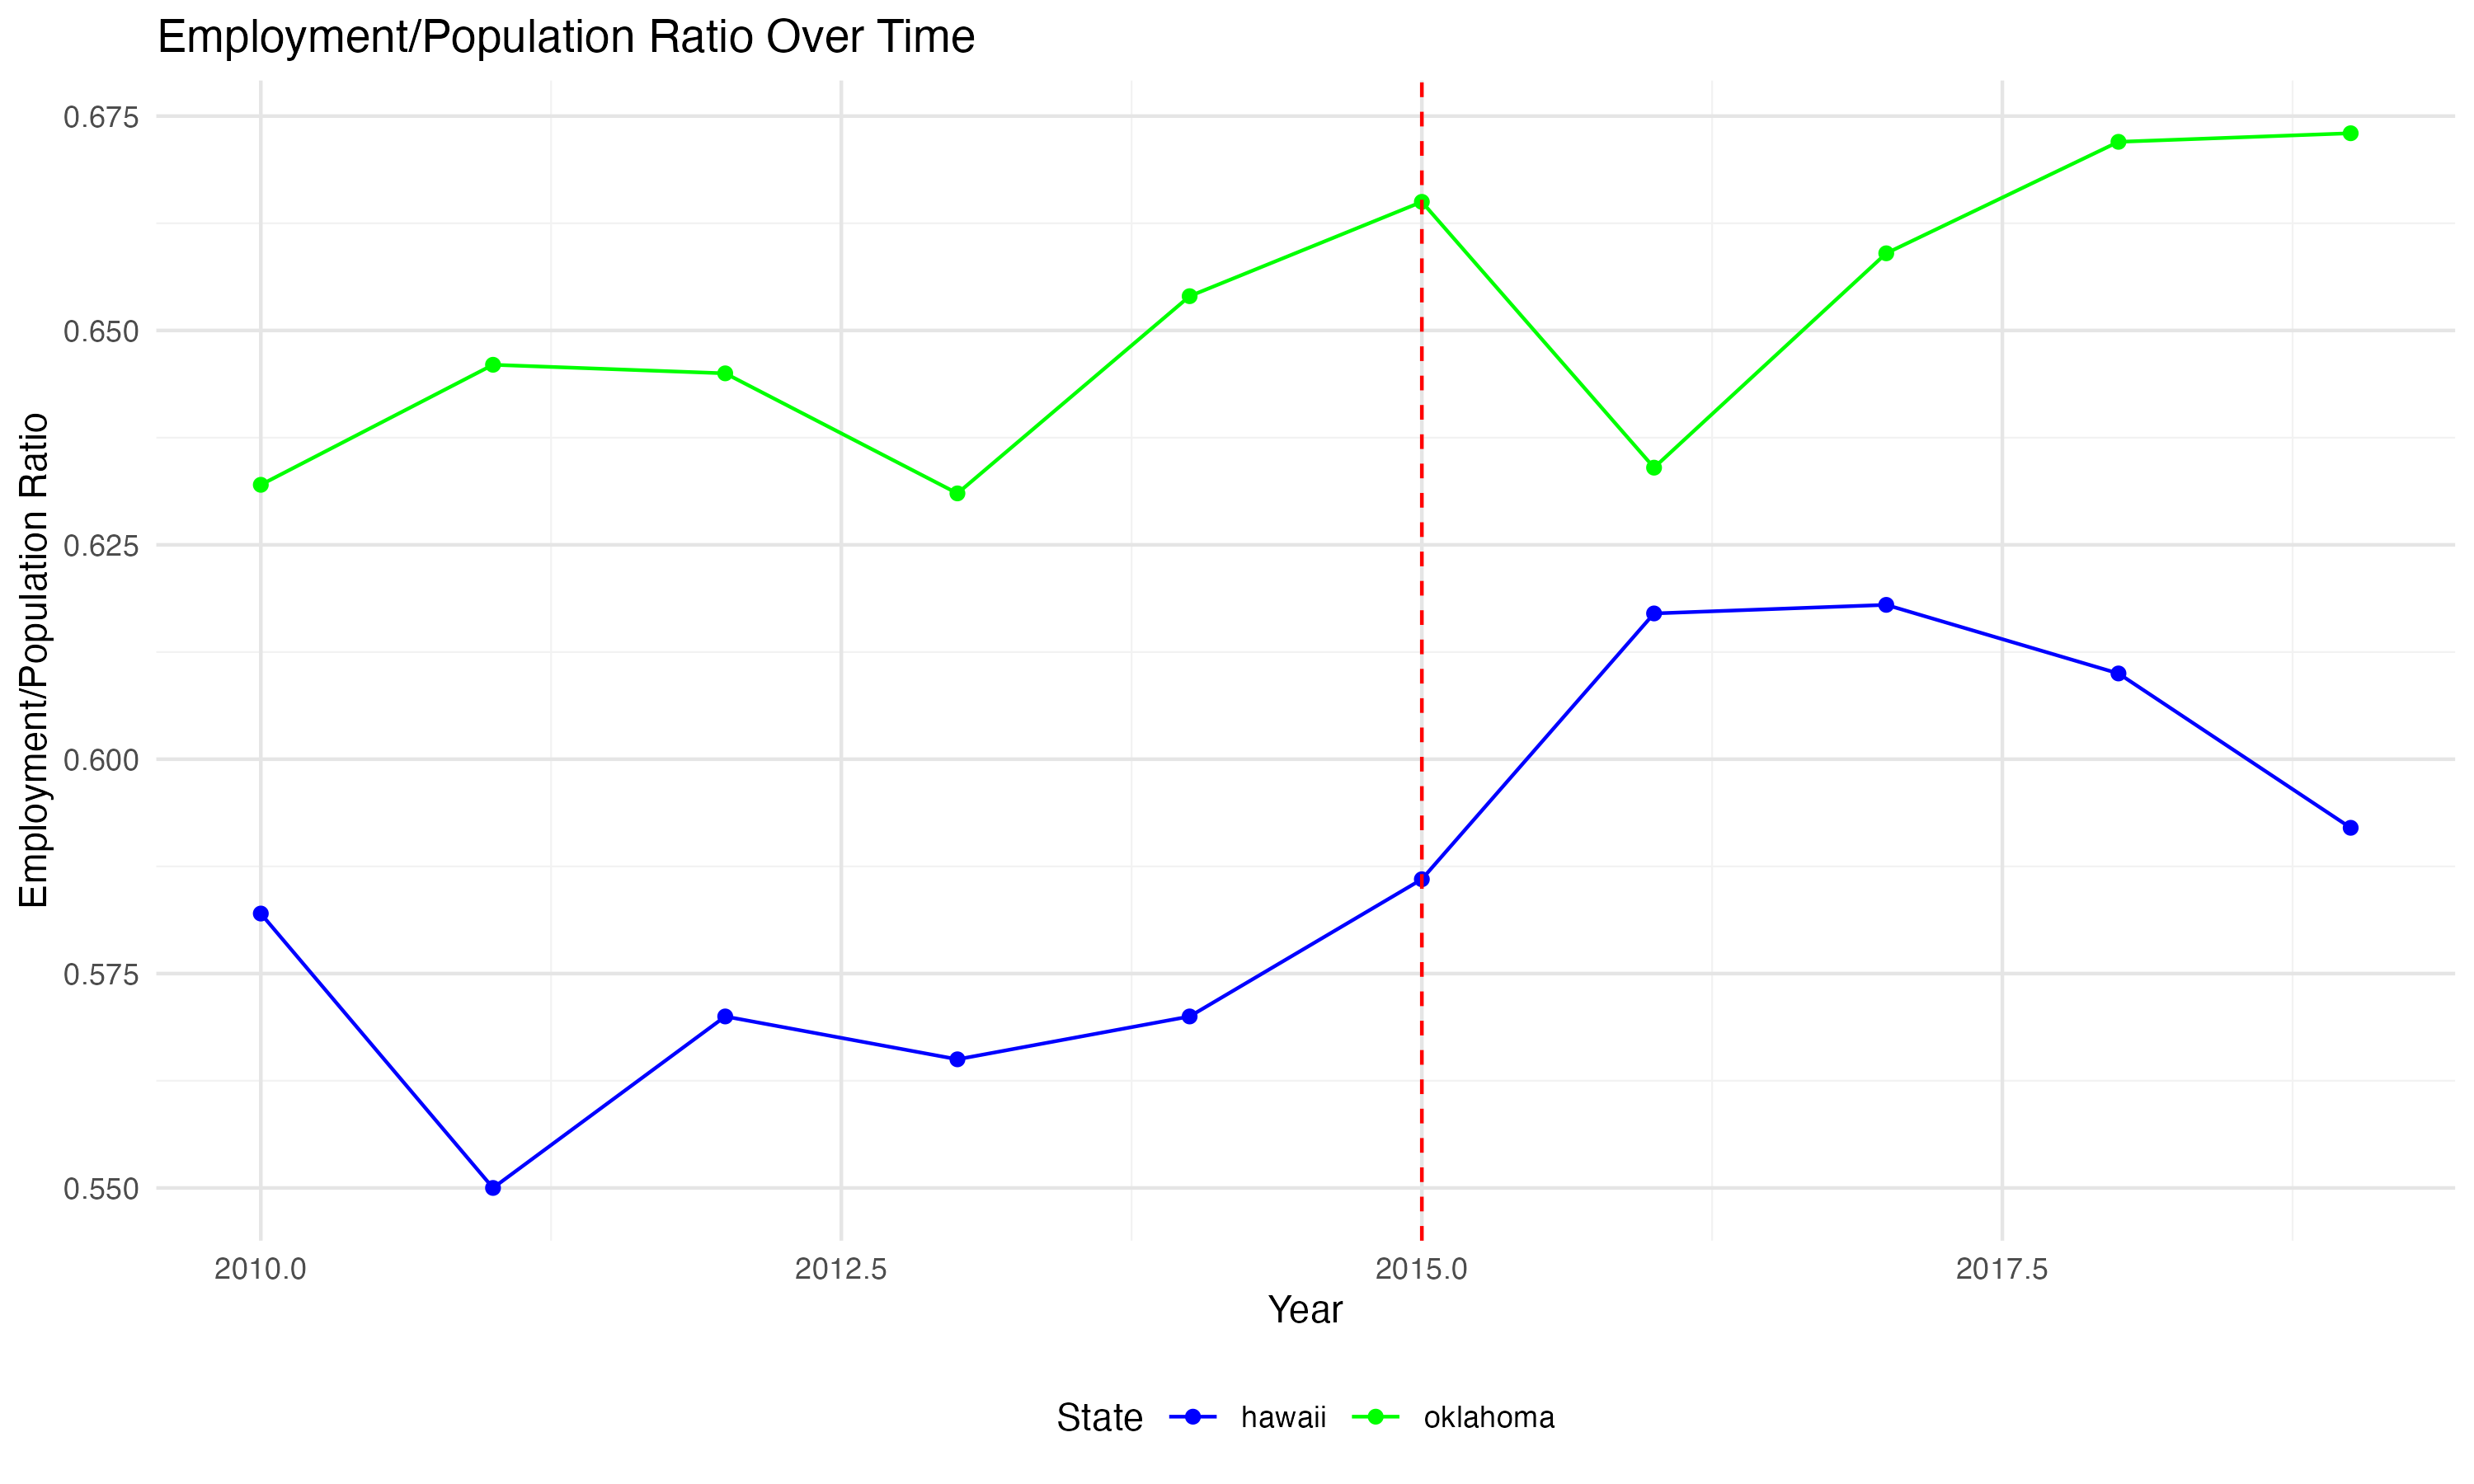 Employment/Population Ratio Over Time
Employment/Population Ratio
0.675
0.650
0.625
0.600
0.575
0.550
2010.0 2012.5 2015.0 2017.5
Year
State hawaii oklahoma